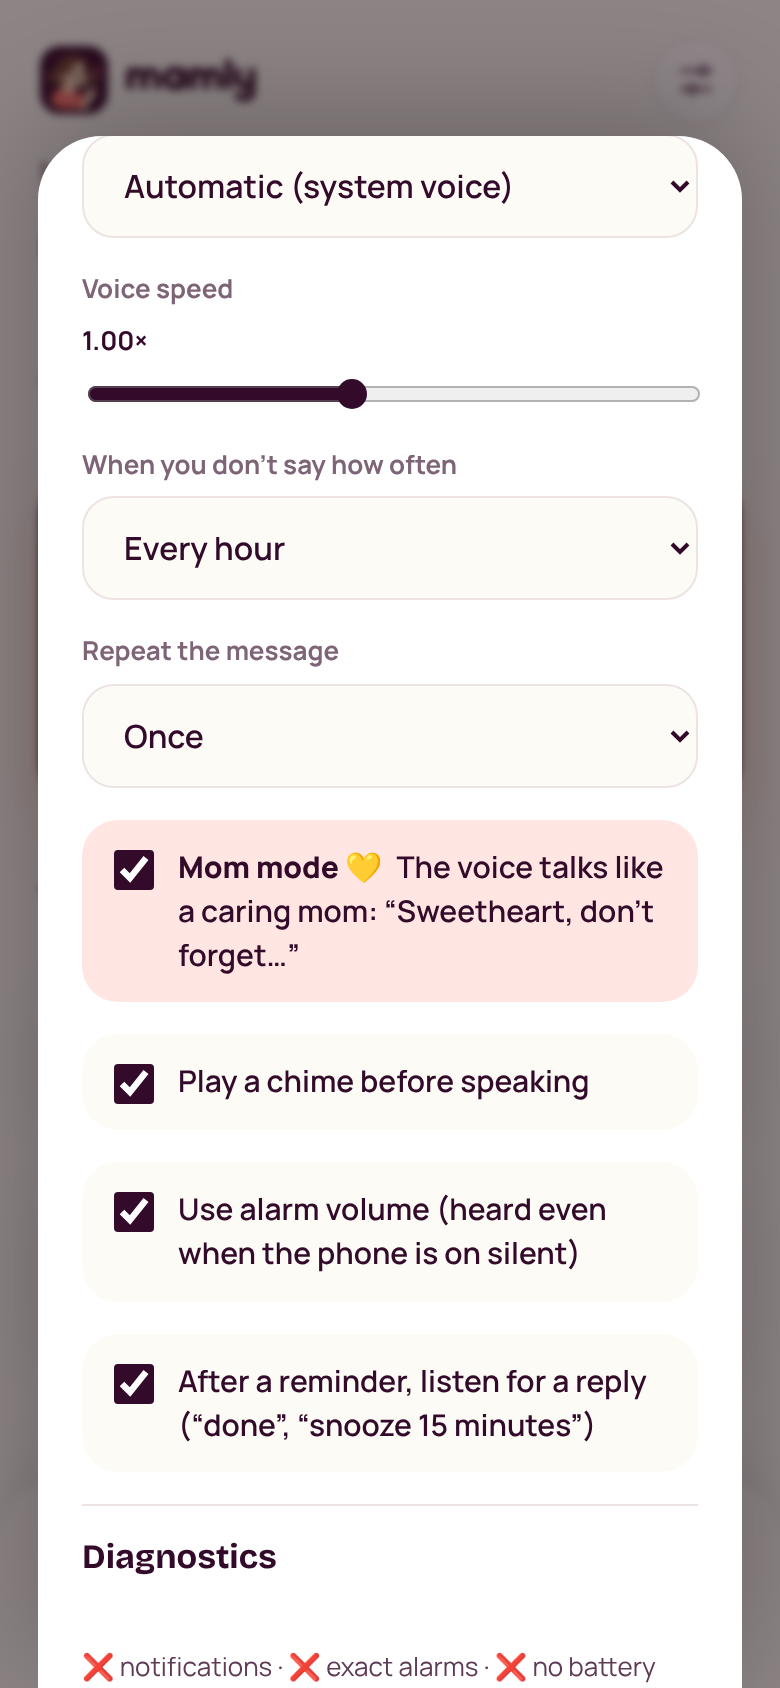 mamly
Automatic (system voice)
Voice speed
1.00×
When you don’t say how often
Every hour
Repeat the message
Once
Mom mode 💛 The voice talks like
a caring mom: “Sweetheart, don’t
forget…”
Play a chime before speaking
Use alarm volume (heard even
when the phone is on silent)
After a reminder, listen for a reply
(“done”, “snooze 15 minutes”)
Diagnostics
❌ notifications · ❌ exact alarms · ❌ no battery